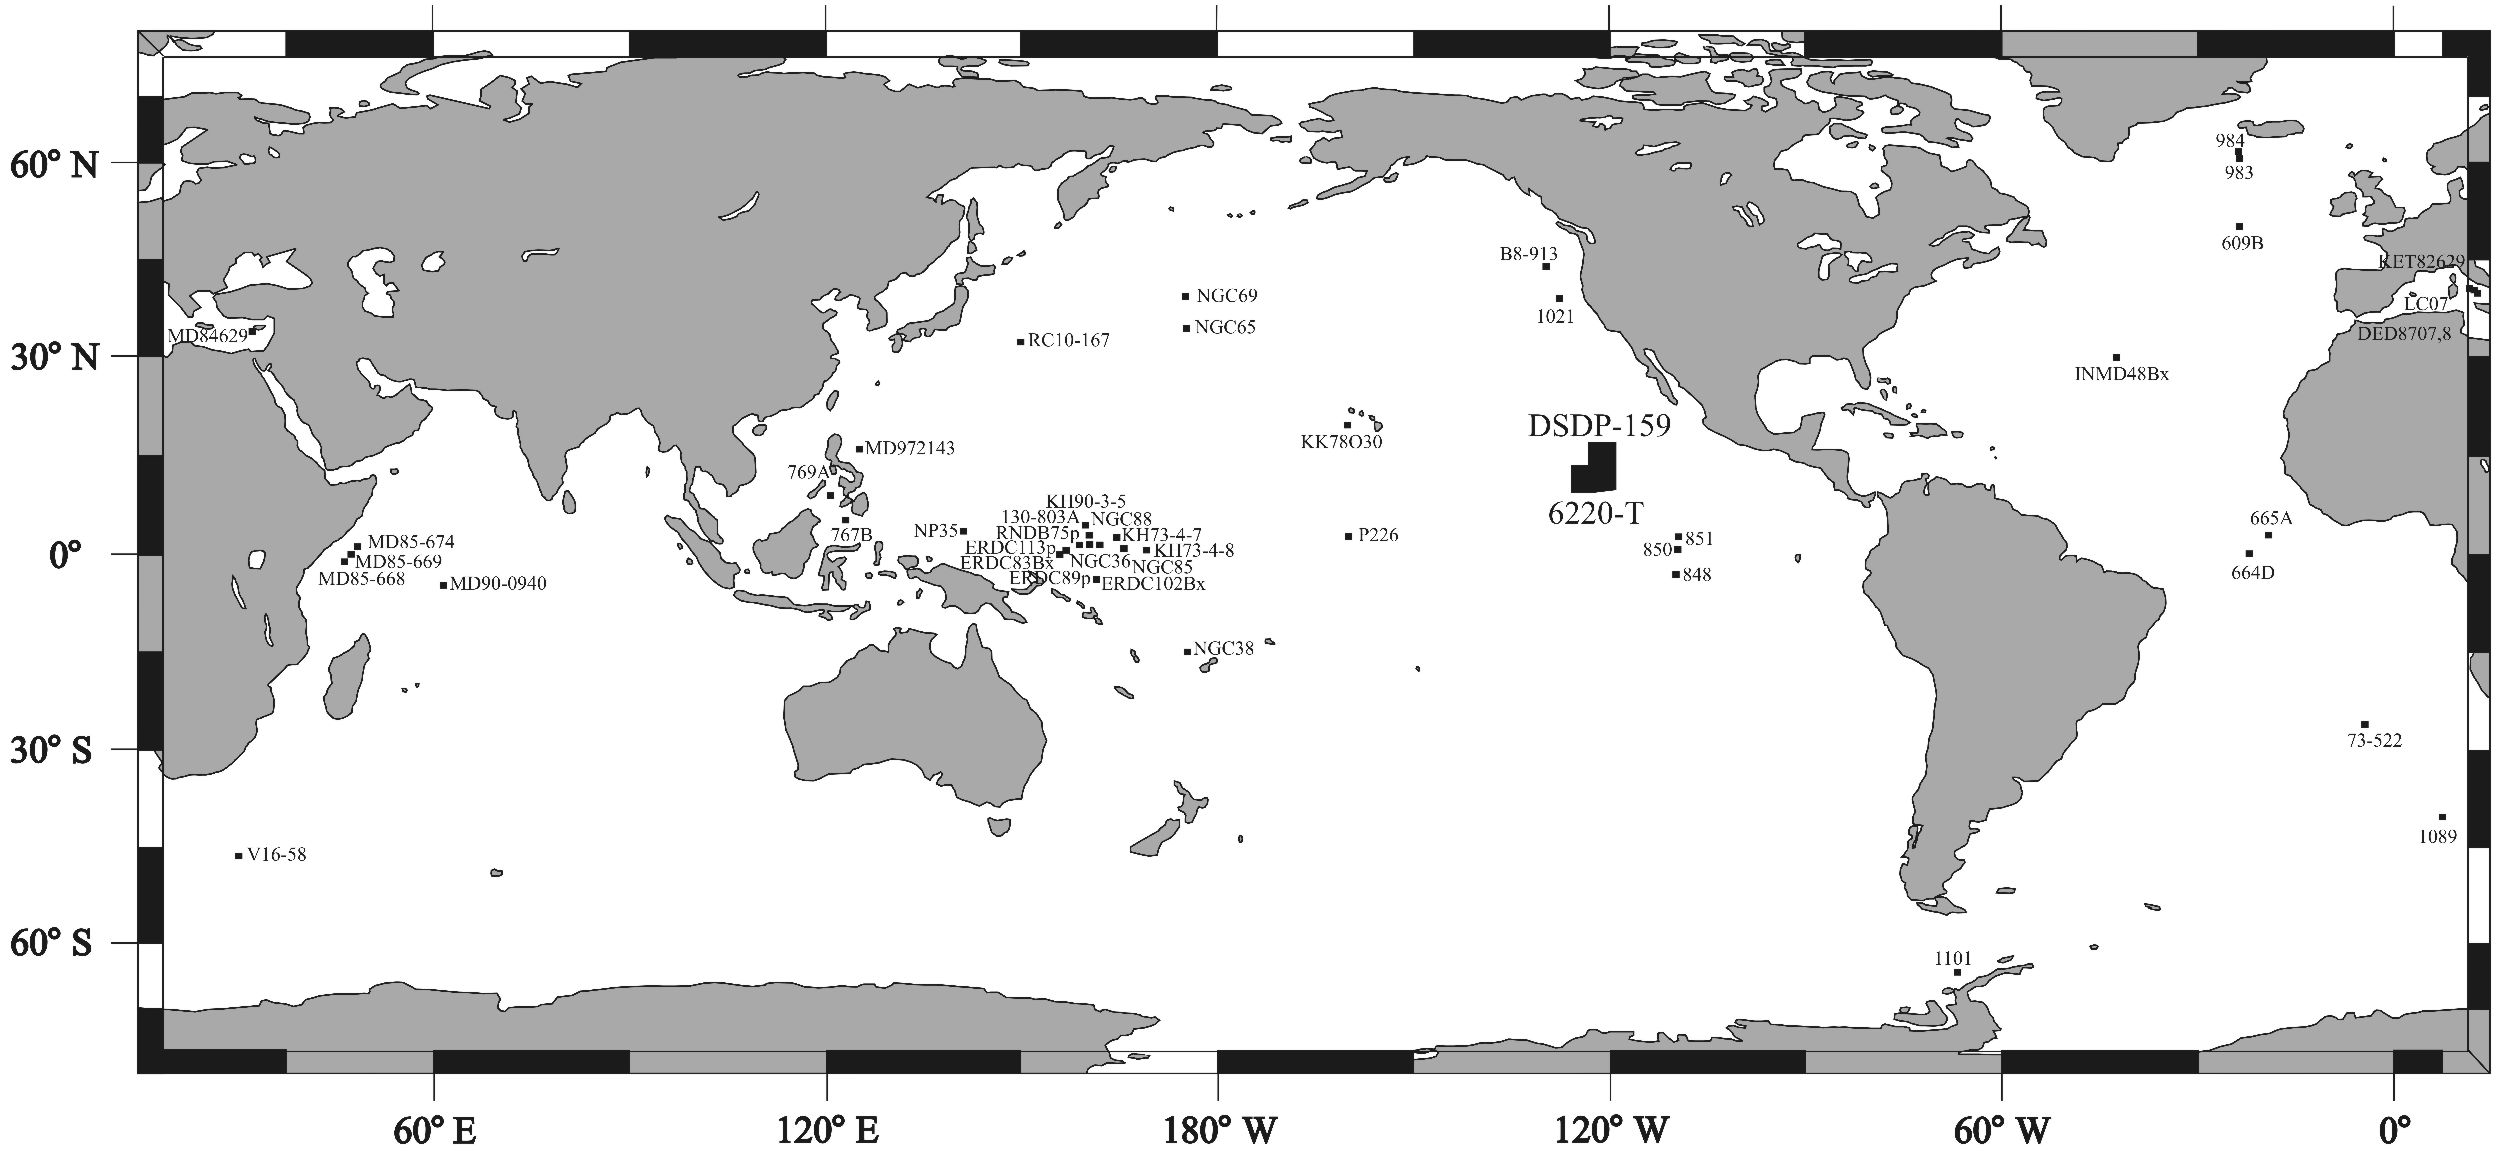 984
60° N
983
609B
B8-913
KET82629
NGC69
LC07
1021
NGC65
MD84629
RC10-167
DED8707,8
30° N
INMD48Bx
DSDP-159
KK78O30
MD972143
769A
KH90-3-5
6220-T
130-803A
NGC88
665A
NP35
767B
RNDB75p
KH73-4-7
P226
851
MD85-674
ERDC113p
KH73-4-8
850
0°
MD85-669
ERDC83Bx
NGC36
NGC85
664D
MD85-668
MD90-0940
ERDC89p
ERDC102Bx
848
NGC38
73-522
30° S
1089
V16-58
60° S
1101
60° E
120° E
180° W
120° W
60° W
0°